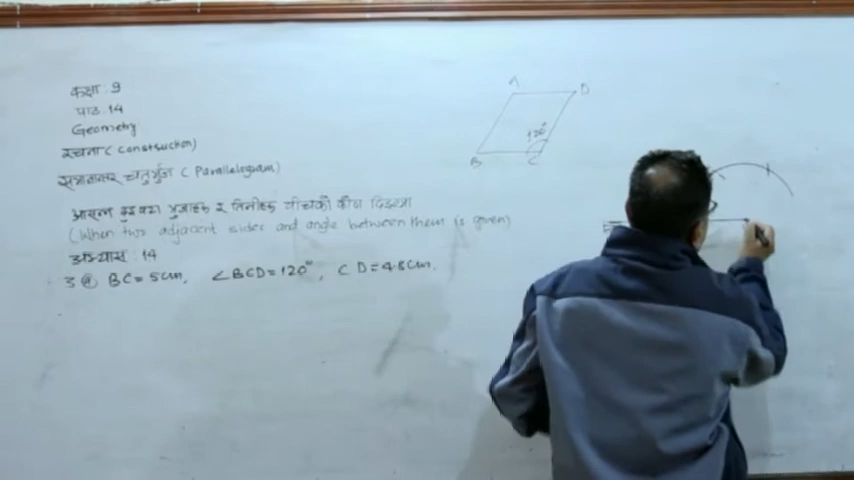 कक्षा: 9
पाठ: 14
Geometry
रचना (Construction)
समानान्तर चतुर्भुज (Parallelogram)
आसन्न दुइ वटा भुजाहरू र तिनीहरू बीचको कोण दिइएमा
(When two adjacent sides and angle between them is given)
अभ्यास: 14
3 BC = 5cm, ∠BCD = 120°, CD = 4.8cm.
A D
120°
B C
B